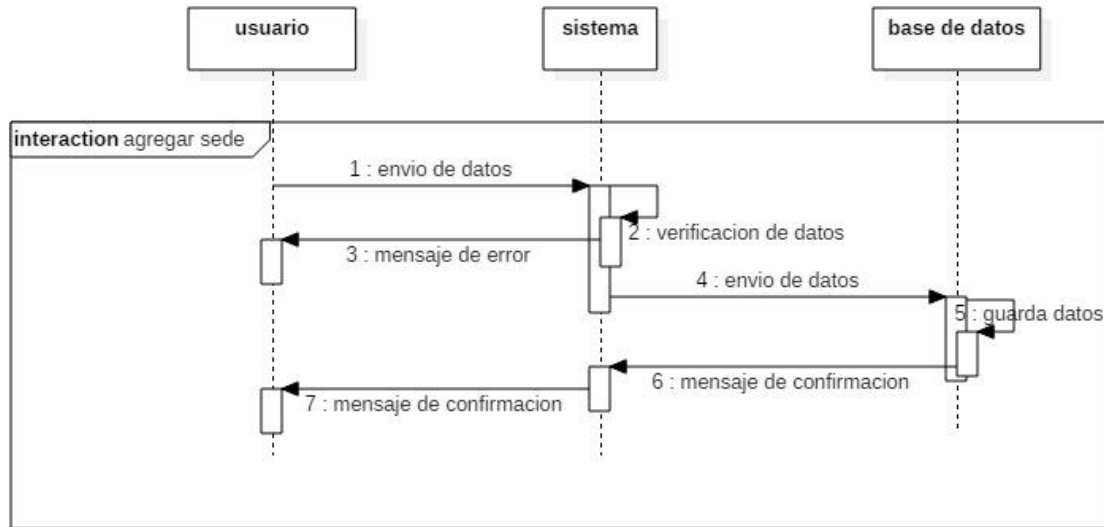 usuario
sistema
base de datos
interaction agregar sede
1 : envio de datos
2 : verificacion de datos
3 : mensaje de error
4 : envio de datos
5 : guarda datos
6 : mensaje de confirmacion
7 : mensaje de confirmacion